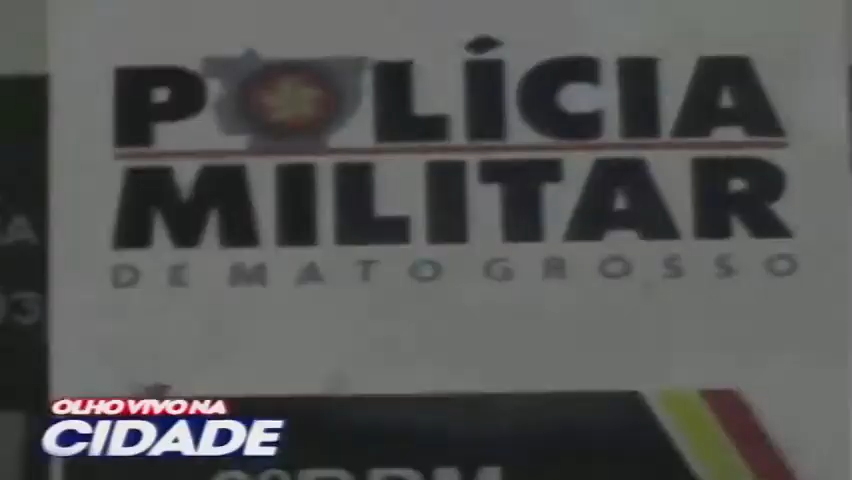 POLÍCIA
MILITAR
DE MATO GROSSO
OLHO VIVO NA
CIDADE